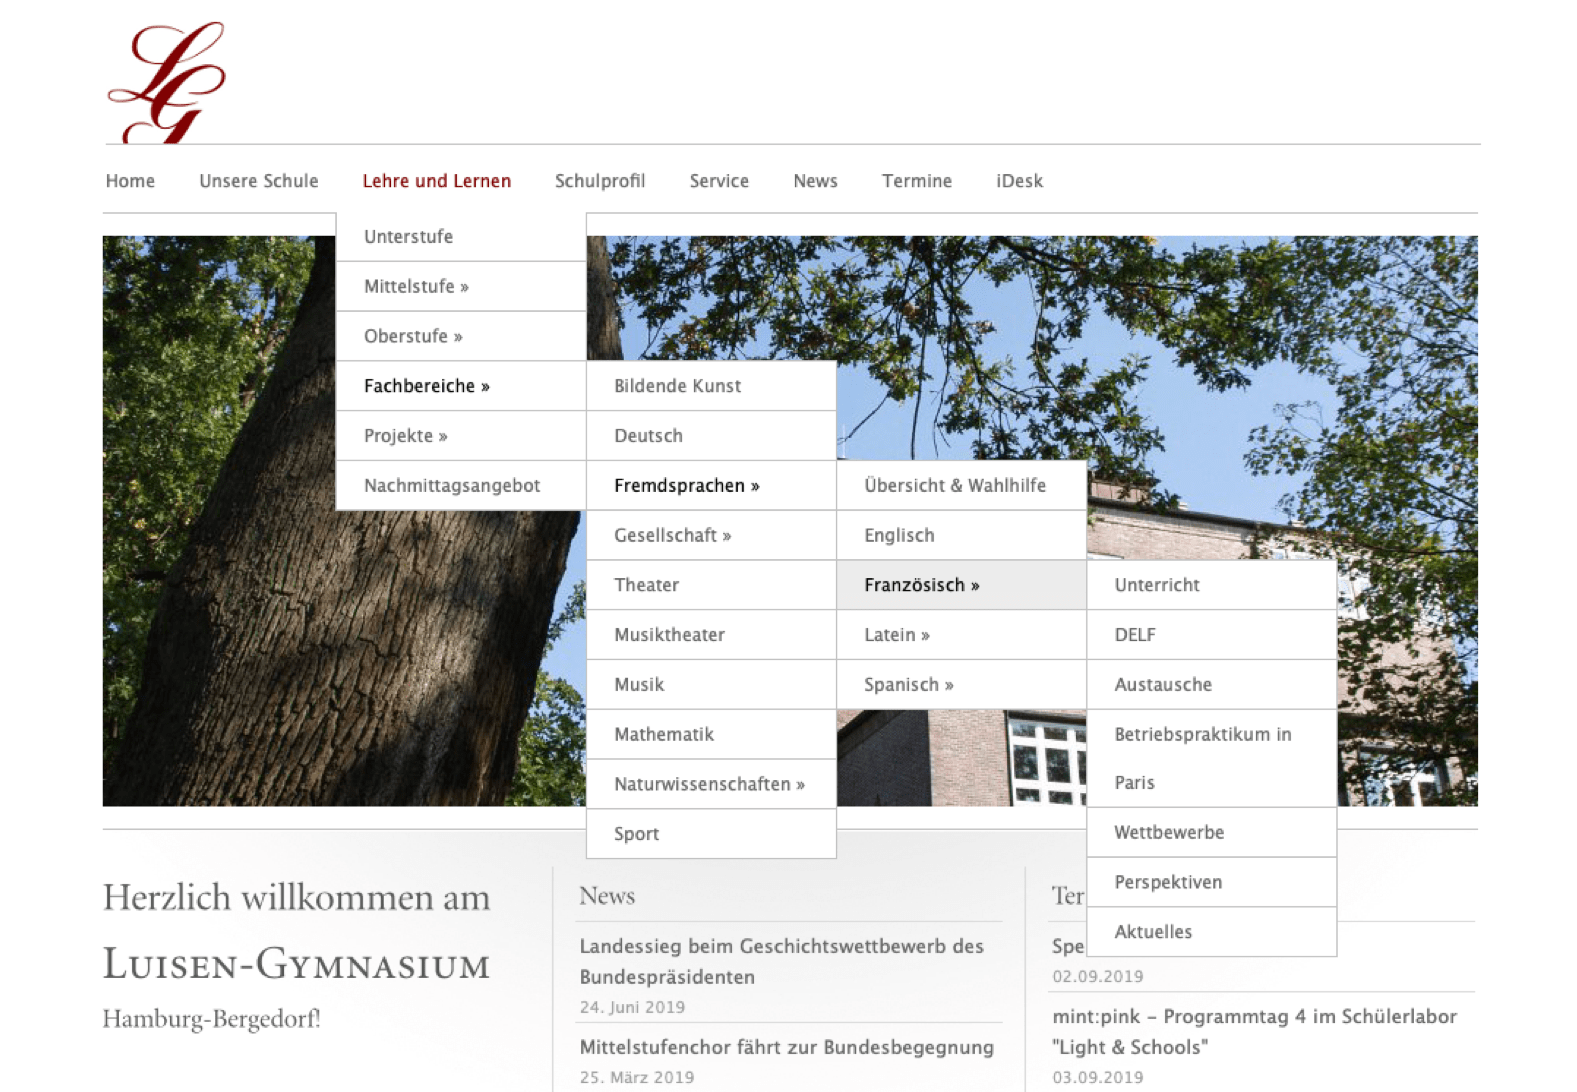 LG
Home Unsere Schule Lehre und Lernen Schulprofil Service News Termine iDesk
Unterstufe
Mittelstufe »
Oberstufe »
Fachbereiche »
Projekte »
Nachmittagsangebot
Bildende Kunst
Deutsch
Fremdsprachen »
Gesellschaft »
Theater
Musiktheater
Musik
Mathematik
Naturwissenschaften »
Sport
Übersicht & Wahlhilfe
Englisch
Französisch »
Latein »
Spanisch »
Unterricht
DELF
Austausche
Betriebspraktikum in
Paris
Wettbewerbe
Perspektiven
Aktuelles
Herzlich willkommen am
Luisen-Gymnasium
Hamburg-Bergedorf!
News
Landessieg beim Geschichtswettbewerb des
Bundespräsidenten
24. Juni 2019
Mittelstufenchor fährt zur Bundesbegegnung
25. März 2019
02.09.2019
mint:pink – Programmtag 4 im Schülerlabor
"Light & Schools"
03.09.2019